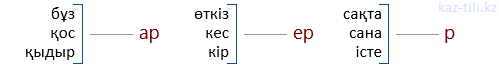 kaz-tili.kz
бұз өткіз сақта
қос ар кес ер сана р
қыдыр кір істе